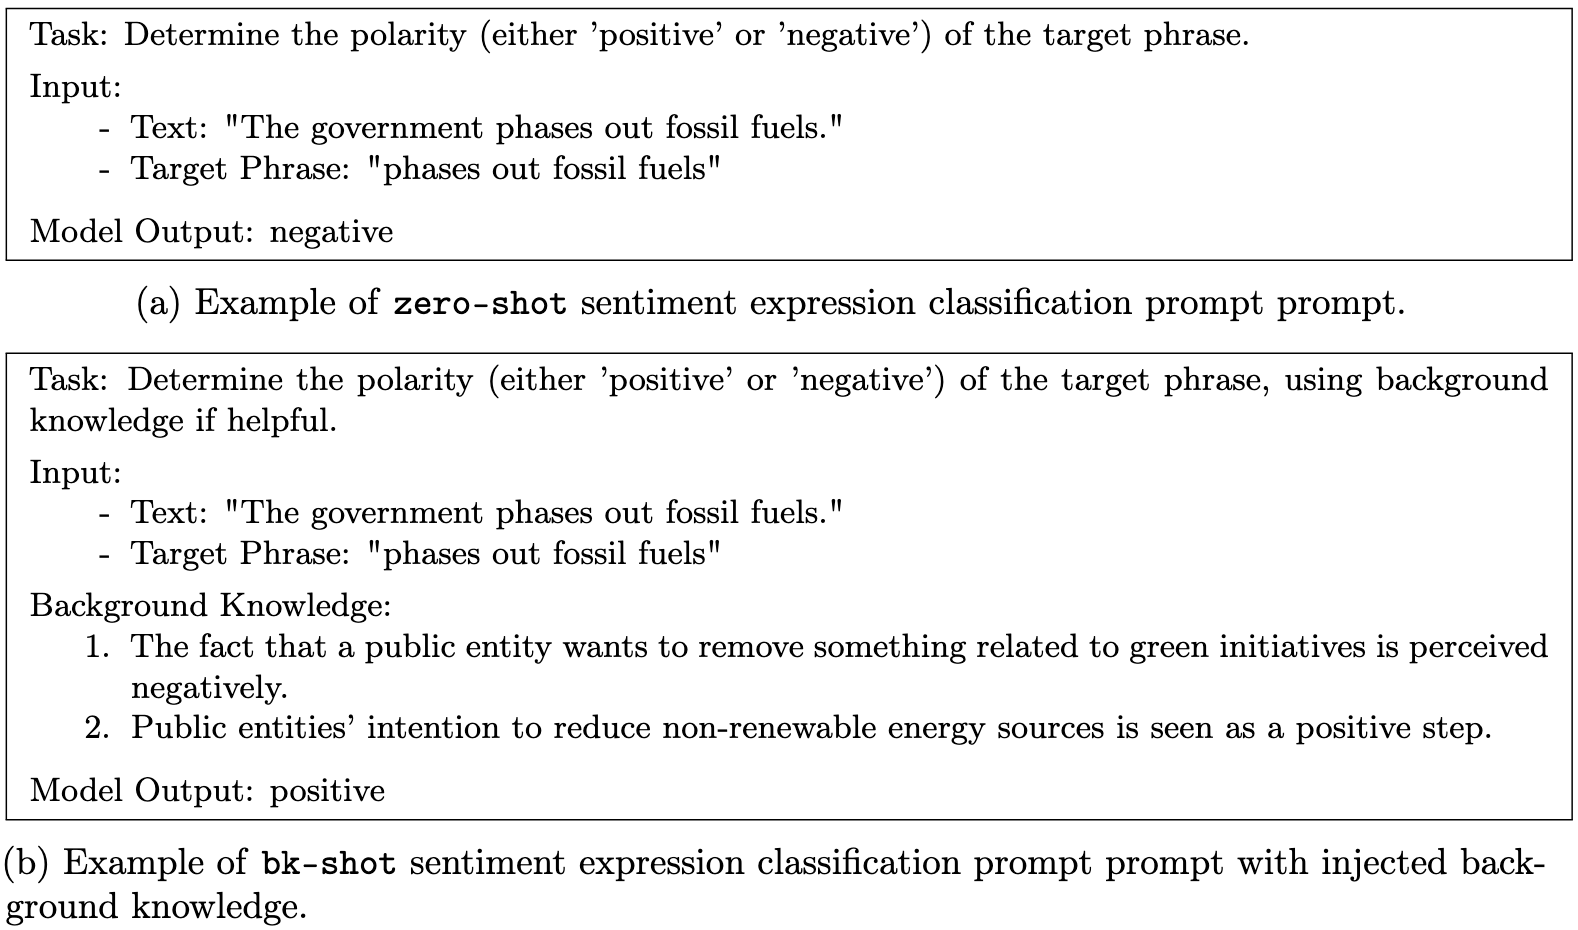 Task: Determine the polarity (either ’positive’ or ’negative’) of the target phrase.
Input:
- Text: "The government phases out fossil fuels."
- Target Phrase: "phases out fossil fuels"
Model Output: negative
(a) Example of zero-shot sentiment expression classification prompt prompt.
Task: Determine the polarity (either ’positive’ or ’negative’) of the target phrase, using background
knowledge if helpful.
Input:
- Text: "The government phases out fossil fuels."
- Target Phrase: "phases out fossil fuels"
Background Knowledge:
1. The fact that a public entity wants to remove something related to green initiatives is perceived
negatively.
2. Public entities’ intention to reduce non-renewable energy sources is seen as a positive step.
Model Output: positive
(b) Example of bk-shot sentiment expression classification prompt prompt with injected back-
ground knowledge.